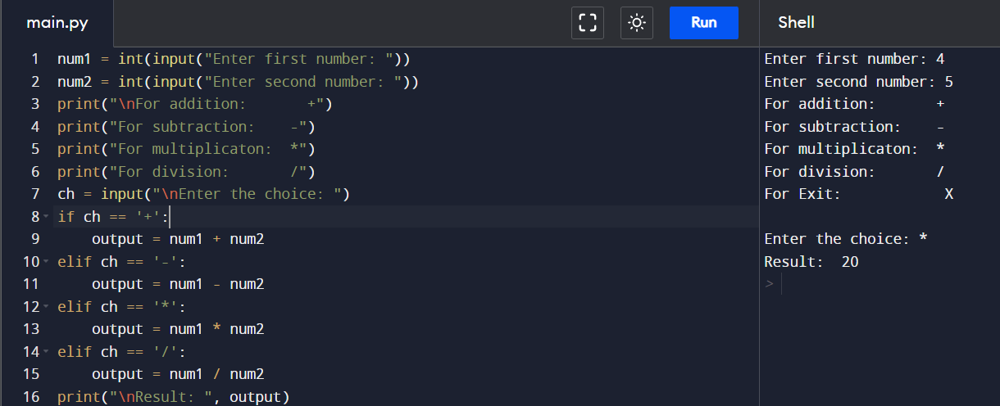 main.py
Run
Shell
1 num1 = int(input("Enter first number: "))
2 num2 = int(input("Enter second number: "))
3 print("\nFor addition:       +")
4 print("For subtraction:    -")
5 print("For multiplicaton:  *")
6 print("For division:       /")
7 ch = input("\nEnter the choice: ")
8 if ch == '+':
9     output = num1 + num2
10 elif ch == '-':
11     output = num1 - num2
12 elif ch == '*':
13     output = num1 * num2
14 elif ch == '/':
15     output = num1 / num2
16 print("\nResult: ", output)
Enter first number: 4
Enter second number: 5
For addition:       +
For subtraction:    -
For multiplicaton:  *
For division:       /
For Exit:            X
Enter the choice: *
Result:  20
>